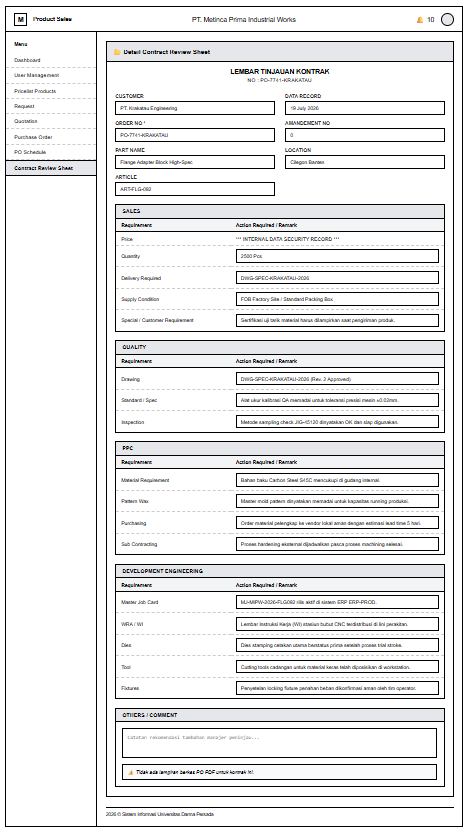 M Product Sales
PT. Metinca Prima Industrial Works
10
Menu
Dashboard
User Management
Pricelist Products
Request
Quotation
Purchase Order
PO Schedule
Contract Review Sheet
Detail Contract Review Sheet
LEMBAR TINJAUAN KONTRAK
NO : PO-7741-KRAKATAU
CUSTOMER
DATA RECORD
PT. Krakatau Engineering
19 July 2026
ORDER NO *
AMANDEMENT NO
PO-7741-KRAKATAU
0
PART NAME
LOCATION
Flange Adapter Block High-Spec
Cilegon Banten
ARTICLE
ART-FLG-092
SALES
Requirement Action Required / Remark
Price *** INTERNAL DATA SECURITY RECORD ***
Quantity 2500 Pcs
Delivery Required DWG-SPEC-KRAKATAU-2026
Supply Condition FOB Factory Site / Standard Packing Box
Special / Customer Requirement Sertifikasi uji tarik material harus dilampirkan saat pengiriman produk.
QUALITY
Requirement Action Required / Remark
Drawing DWG-SPEC-KRAKATAU-2026 (Rev. 2 Approved)
Standard / Spec Alat ukur kalibrasi QA memadai untuk toleransi presisi mesin ±0.02mm.
Inspection Metode sampling check JIG-45120 dinyatakan OK dan siap digunakan.
PPC
Requirement Action Required / Remark
Material Requirement Bahan baku Carbon Steel S45C mencukupi di gudang internal.
Pattern Wax Master mold pattern dinyatakan memadai untuk kapasitas running produksi.
Purchasing Order material pelengkap ke vendor lokal aman dengan estimasi lead time 5 hari.
Sub Contracting Proses hardening eksternal dijadwalkan pasca proses machining selesai.
DEVELOPMENT ENGINEERING
Requirement Action Required / Remark
Master Job Card MJ-MIPW-2026-FLG092 rilis aktif di sistem ERP ERP-PROD.
WRA / WI Lembar Instruksi Kerja (WI) stasiun bubut CNC terdistribusi di lini perakitan.
Dies Dies stamping cetakan utama berstatus prima setelah proses trial stroke.
Tool Cutting tools cadangan untuk material keras telah diposisikan di workstation.
Fixtures Penyetelan locking fixture penahan beban dikonfirmasi aman oleh tim operator.
OTHERS / COMMENT
Catatan rekomendasi tambahan manajer peninjau...
Tidak ada lampiran berkas PO PDF untuk kontrak ini.
2026 © Sistem Informasi Universitas Darma Persada